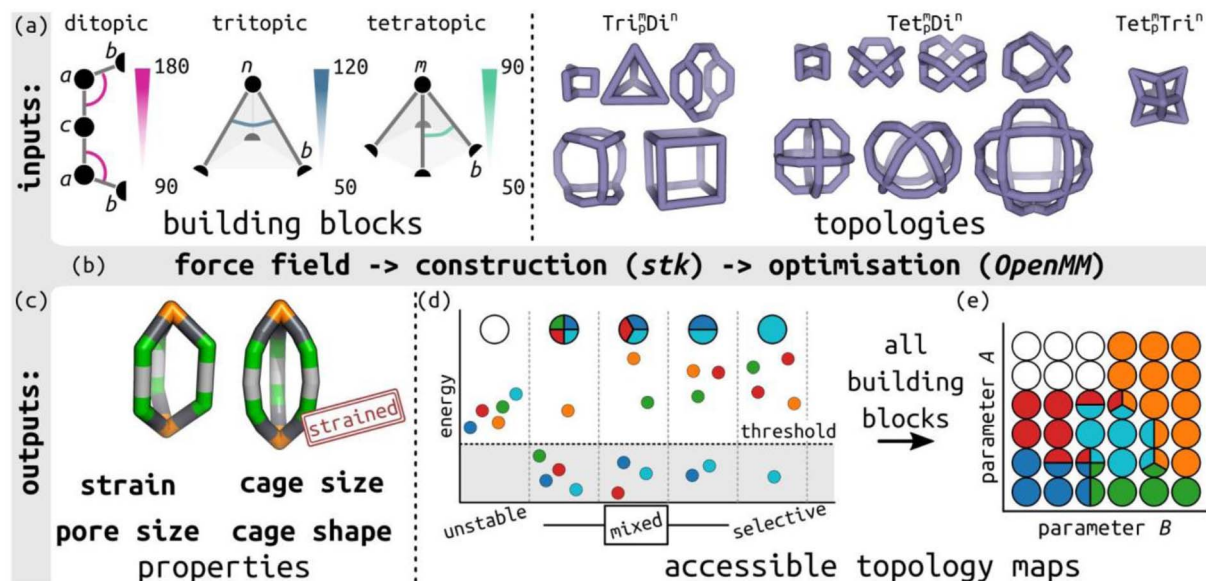 (a)
inputs:
ditopic
tritopic
tetratopic
b
a
c
a
b
180
90
n
b
120
50
m
b
90
50
building blocks
Tri^m_pDi^n
Tet^m_pDi^n
Tet^m_pTri^n
topologies
(b)
force field -> construction (stk) -> optimisation (OpenMM)
outputs:
(c)
strained
strain
cage size
pore size
cage shape
properties
(d)
energy
threshold
unstable
mixed
selective
all
building
blocks
(e)
parameter A
parameter B
accessible topology maps